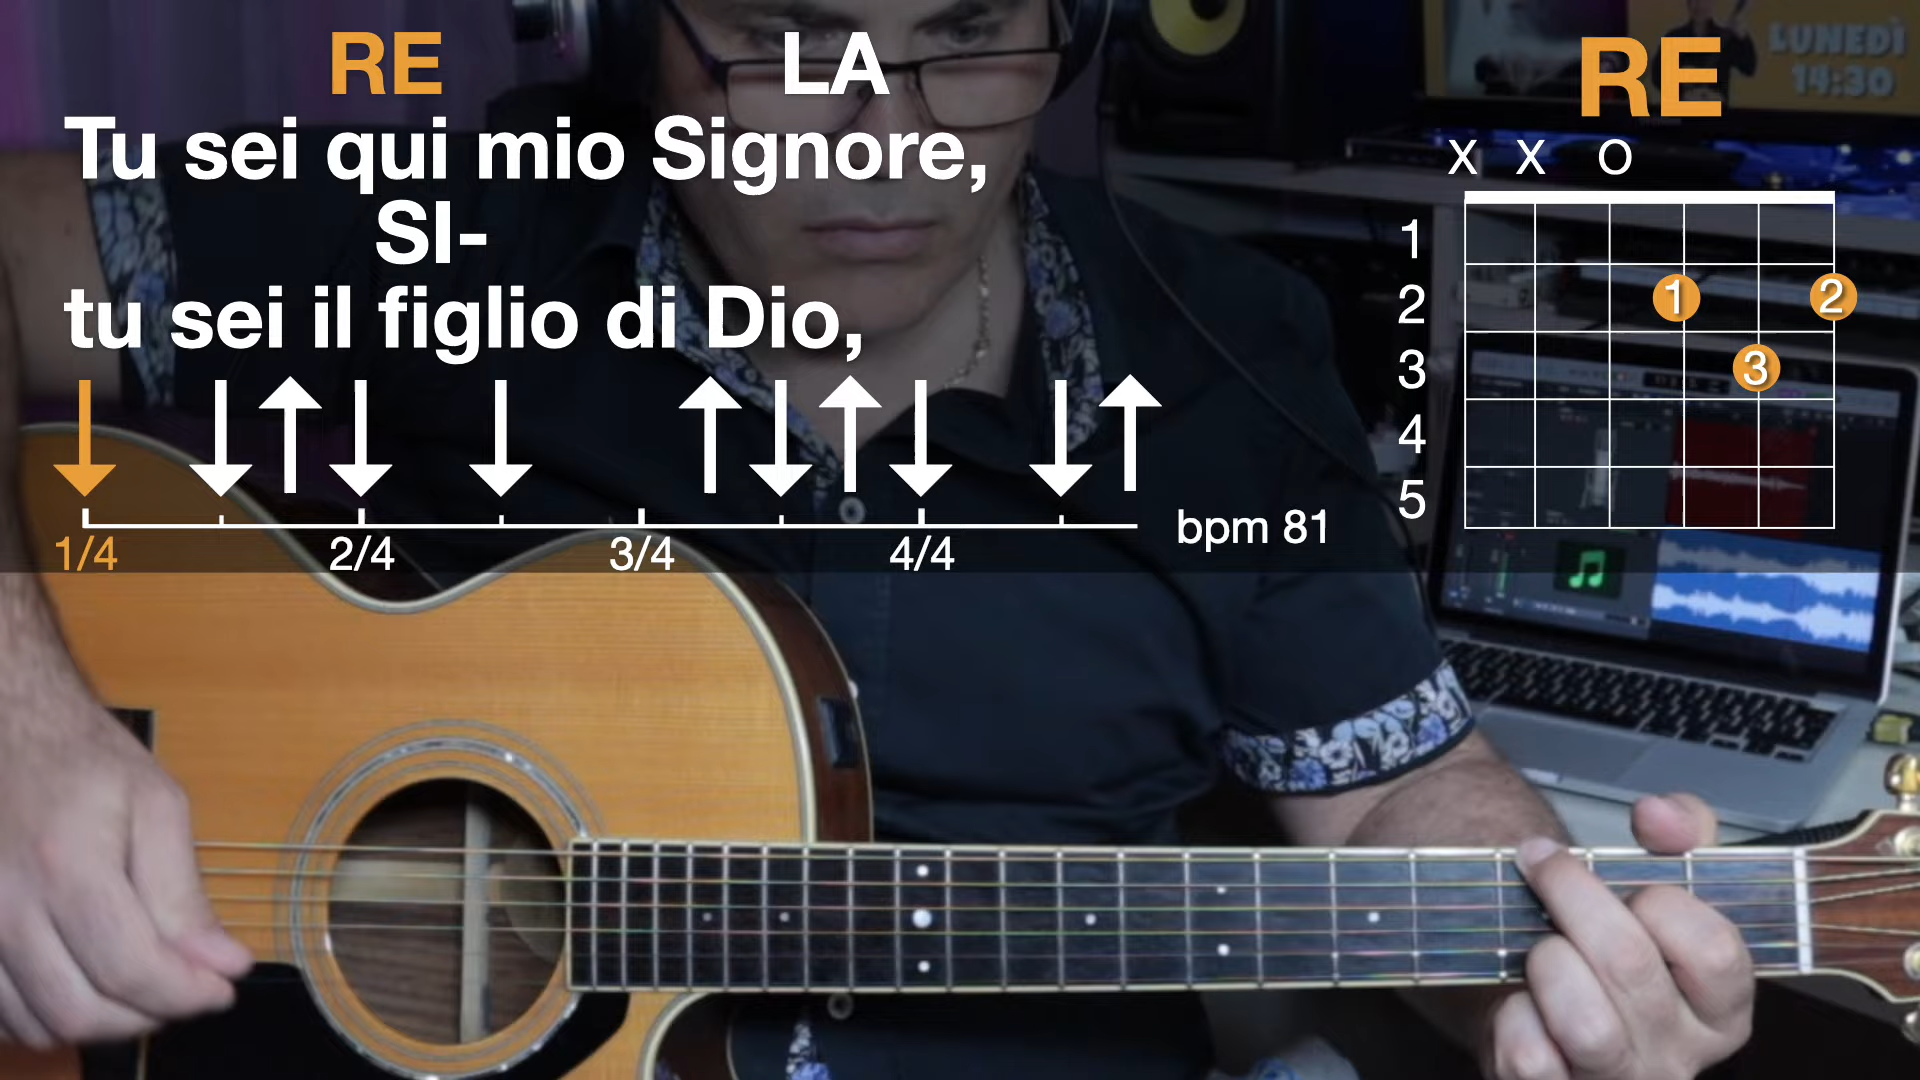 RE LA
Tu sei qui mio Signore,
SI-
tu sei il figlio di Dio,
1/4 2/4 3/4 4/4
bpm 81
RE
X X O
1
2
3
4
5
1 2
3
LUNEDÌ
14:30